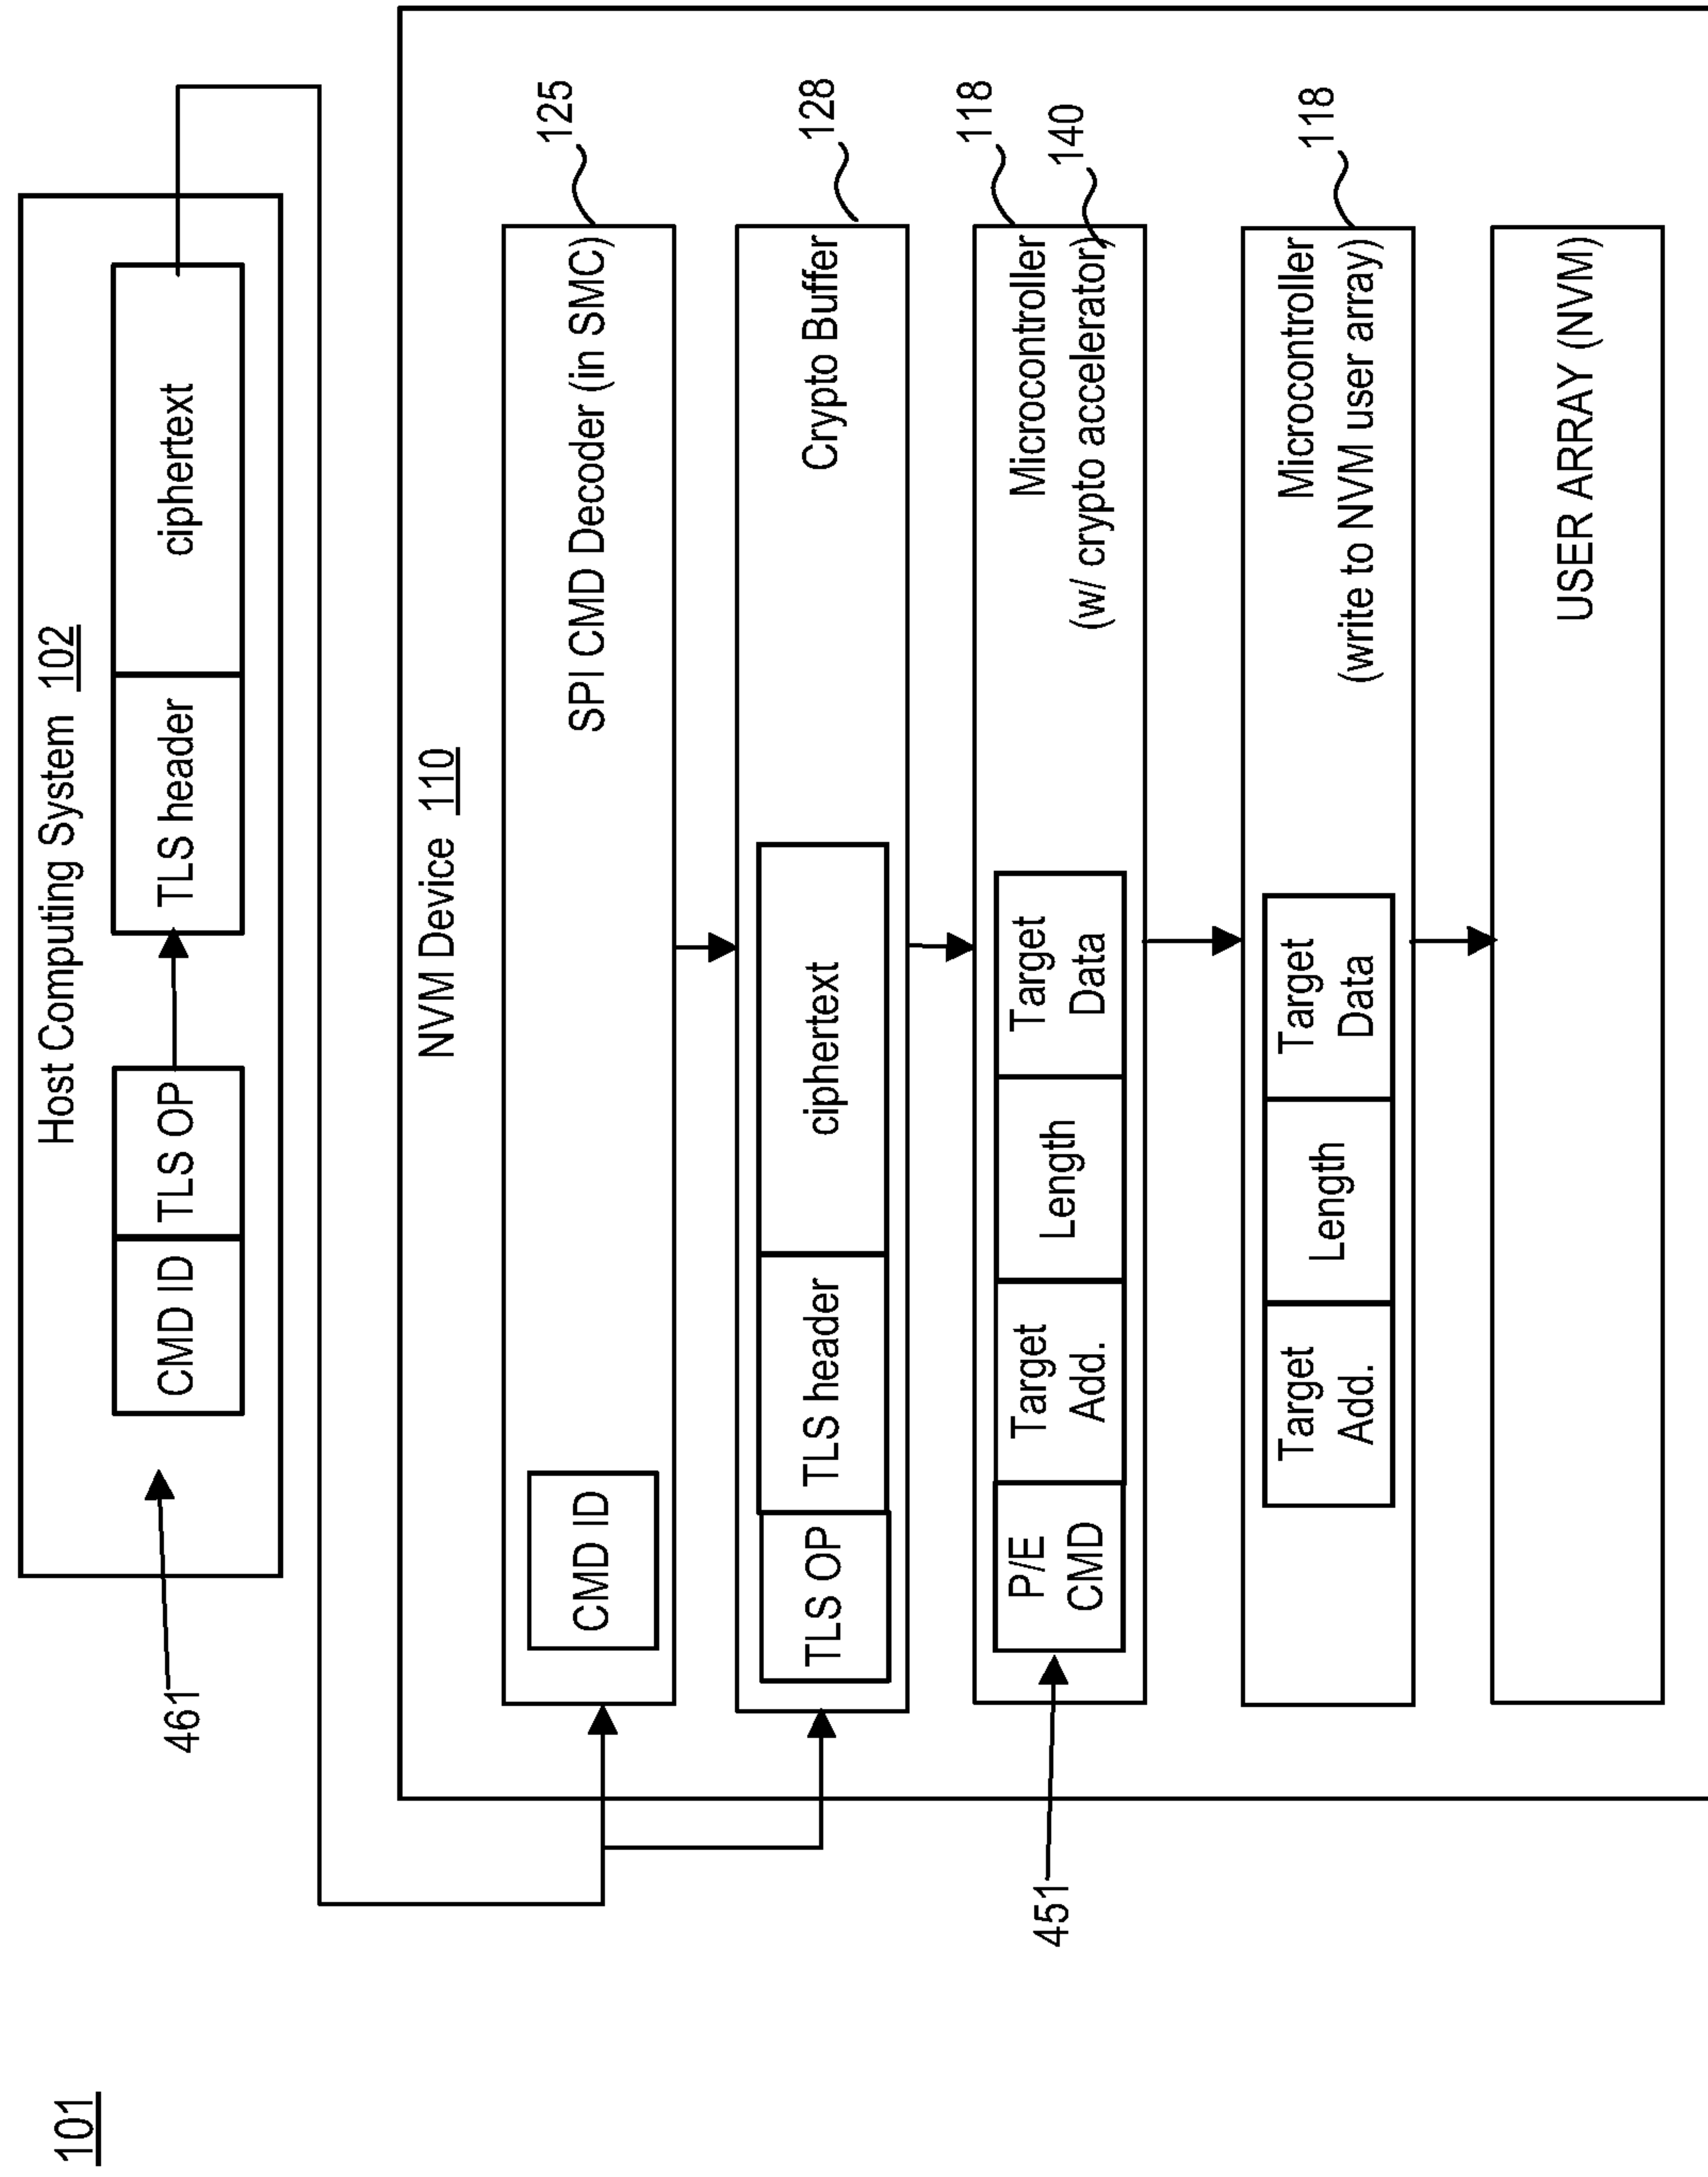 101
Host Computing System 102
461
CMD ID
TLS OP
TLS header
ciphertext
NVM Device 110
CMD ID
SPI CMD Decoder (in SMC)
125
TLS OP
TLS header
ciphertext
Crypto Buffer
128
451
P/E
CMD
Target
Add.
Length
Target
Data
Microcontroller
(w/ crypto accelerator)
118
140
Target
Add.
Length
Target
Data
Microcontroller
(write to NVM user array)
118
USER ARRAY (NVM)